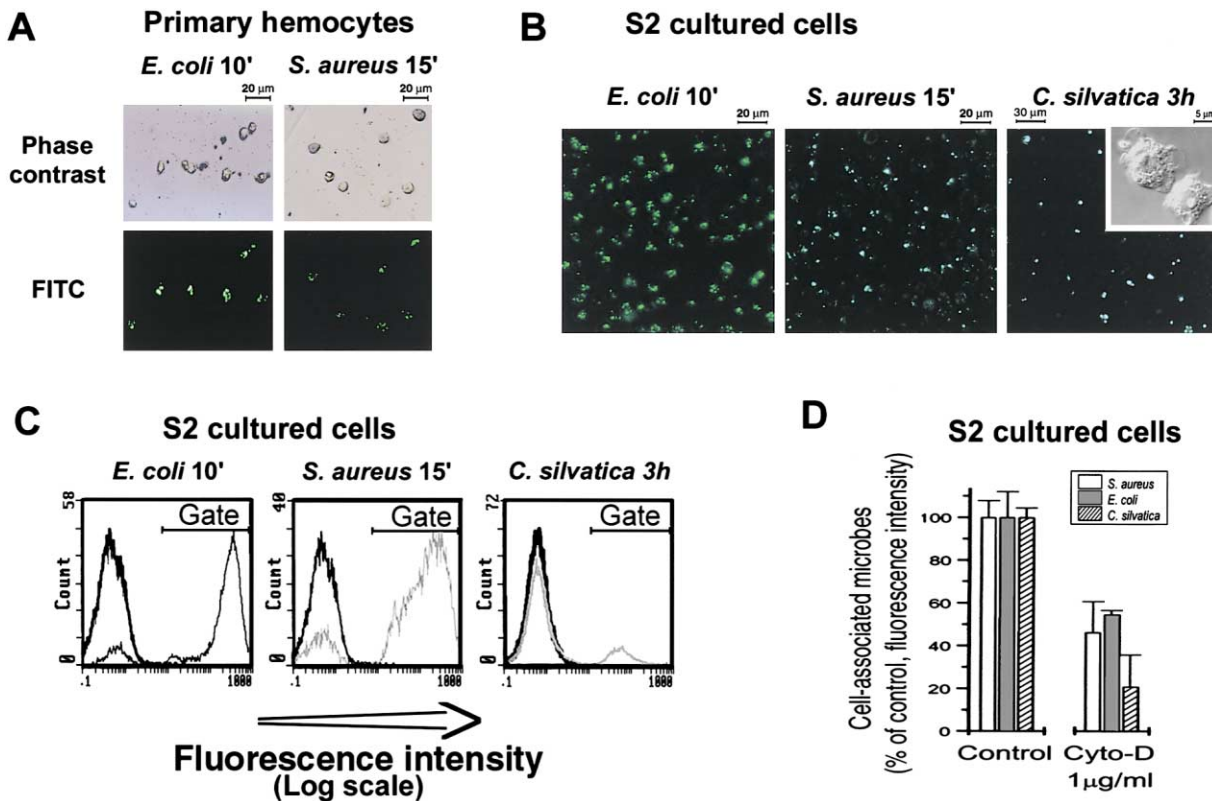 A
Primary hemocytes
E. coli 10'
S. aureus 15'
20 µm
20 µm
Phase
contrast
FITC
B
S2 cultured cells
E. coli 10'
S. aureus 15'
C. silvatica 3h
20 µm
20 µm
30 µm
5 µm
C
S2 cultured cells
E. coli 10'
S. aureus 15'
C. silvatica 3h
58
Gate
Count
0
.1
1000
40
Gate
Count
0
.1
1000
72
Gate
Count
0
.1
1000
Fluorescence intensity
(Log scale)
D
S2 cultured cells
S. aureus
E. coli
C. silvatica
Cell-associated microbes
(% of control, fluorescence intensity)
100
80
60
40
20
0
Control
Cyto-D
1µg/ml